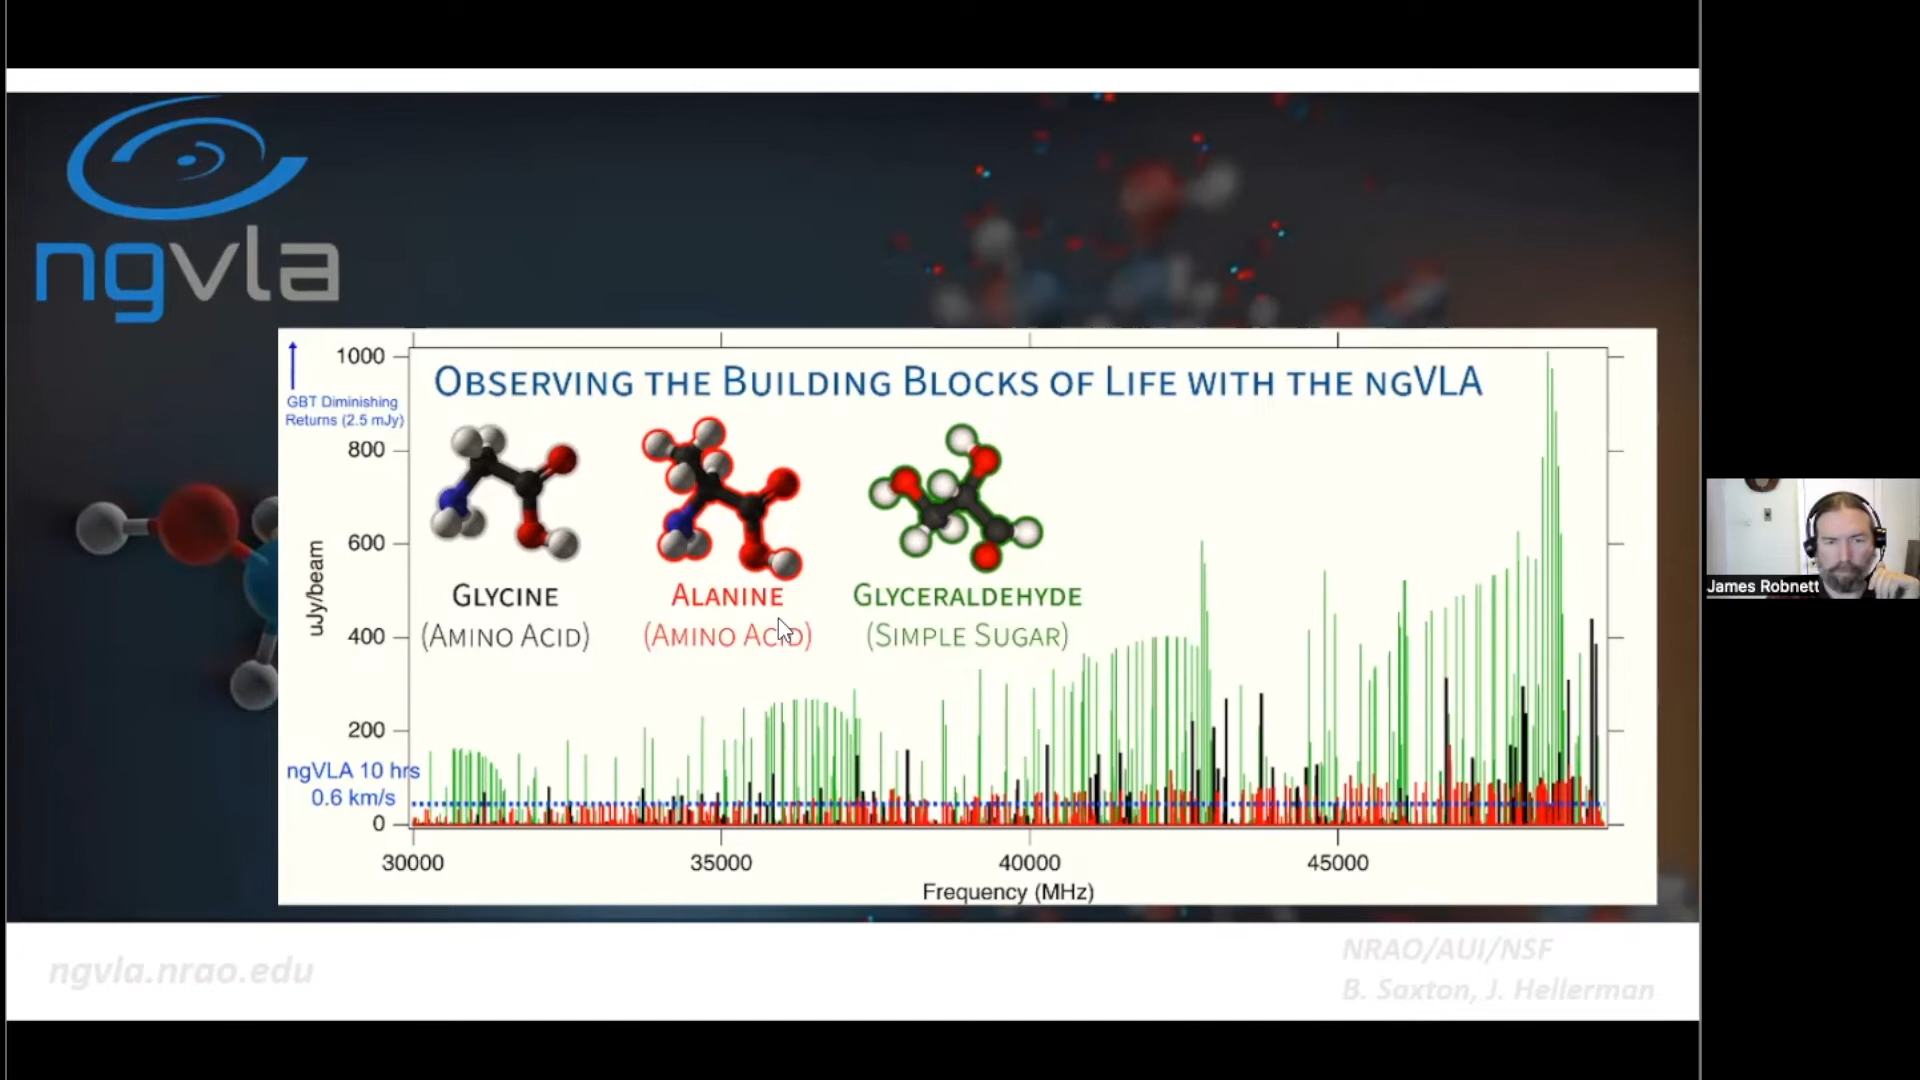 ngvla
OBSERVING THE BUILDING BLOCKS OF LIFE WITH THE NGVLA
GBT Diminishing
Returns (2.5 mJy)
1000
800
600
400
200
0
uJy/beam
GLYCINE
(AMINO ACID)
ALANINE
(AMINO ACID)
GLYCERALDEHYDE
(SIMPLE SUGAR)
ngVLA 10 hrs
0.6 km/s
30000
35000
40000
45000
Frequency (MHz)
James Robnett
ngvla.nrao.edu
NRAO/AUI/NSF
B. Saxton, J. Hellerman